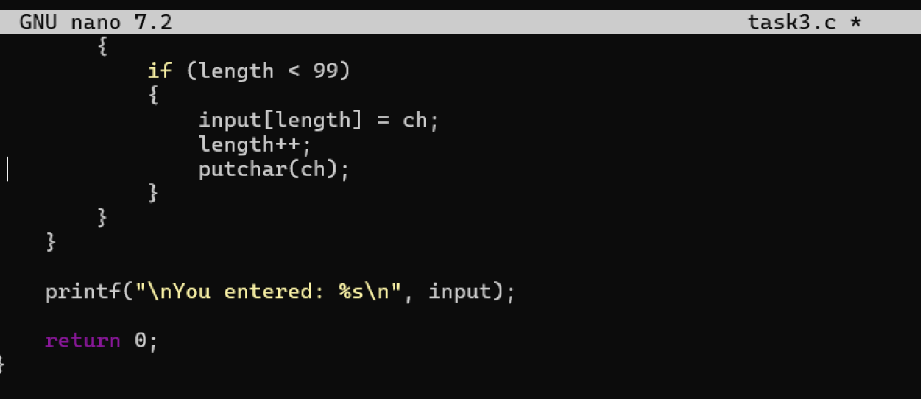 GNU nano 7.2 task3.c *
{
if (length < 99)
{
input[length] = ch;
length++;
putchar(ch);
}
}
}
printf("\nYou entered: %s\n", input);
return 0;
}